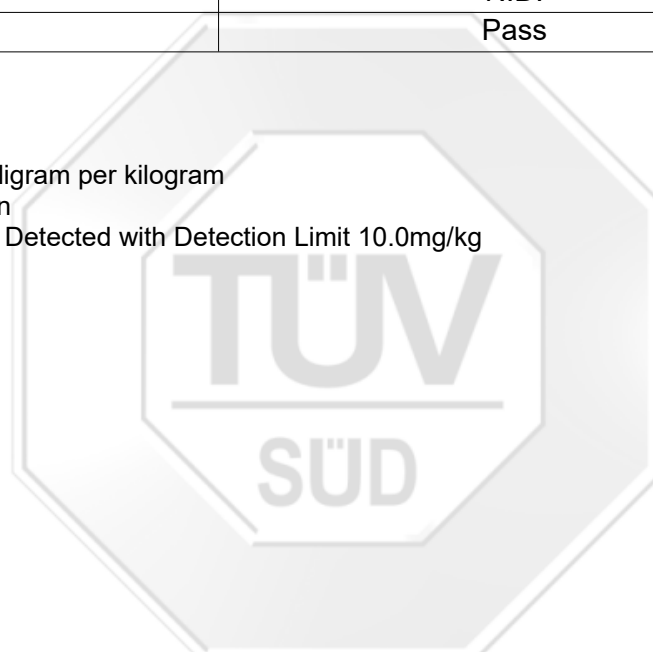 Pass
ligram per kilogram
n
Detected with Detection Limit 10.0mg/kg
TÜV
SÜD